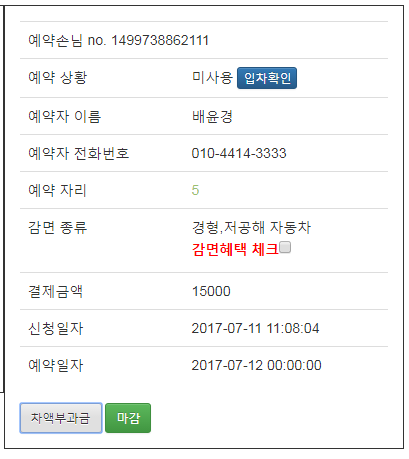 예약손님 no. 1499738862111
예약 상황 미사용 입차확인
예약자 이름 배윤경
예약자 전화번호 010-4414-3333
예약 자리 5
감면 종류 경형,저공해 자동차
감면혜택 체크
결제금액 15000
신청일자 2017-07-11 11:08:04
예약일자 2017-07-12 00:00:00
차액부과금 마감